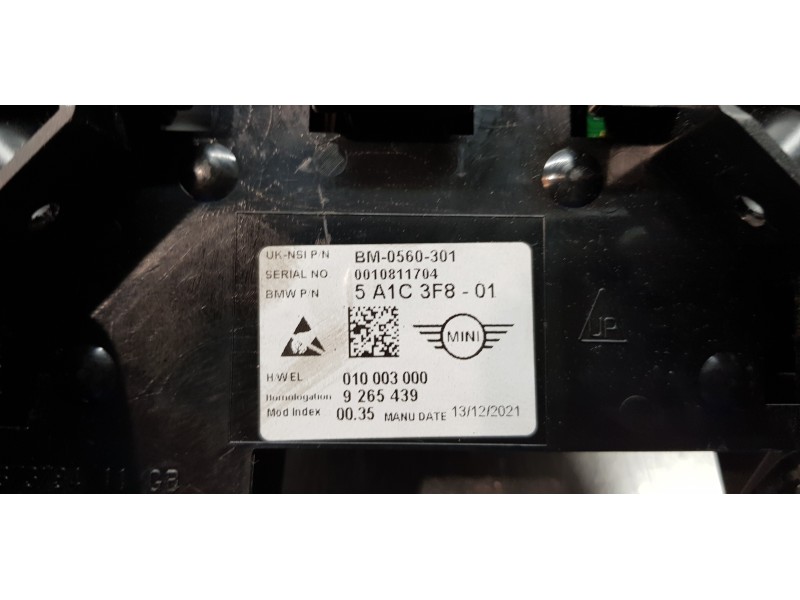 UK-NSI P/N BM-0560-301
SERIAL NO 0010811704
BMW P/N 5 A1C 3F8 - 01
MINI
UP
H/W EL 010 003 000
Homologation 9 265 439
Mod Index 00.35 MANU DATE 13/12/2021
GB